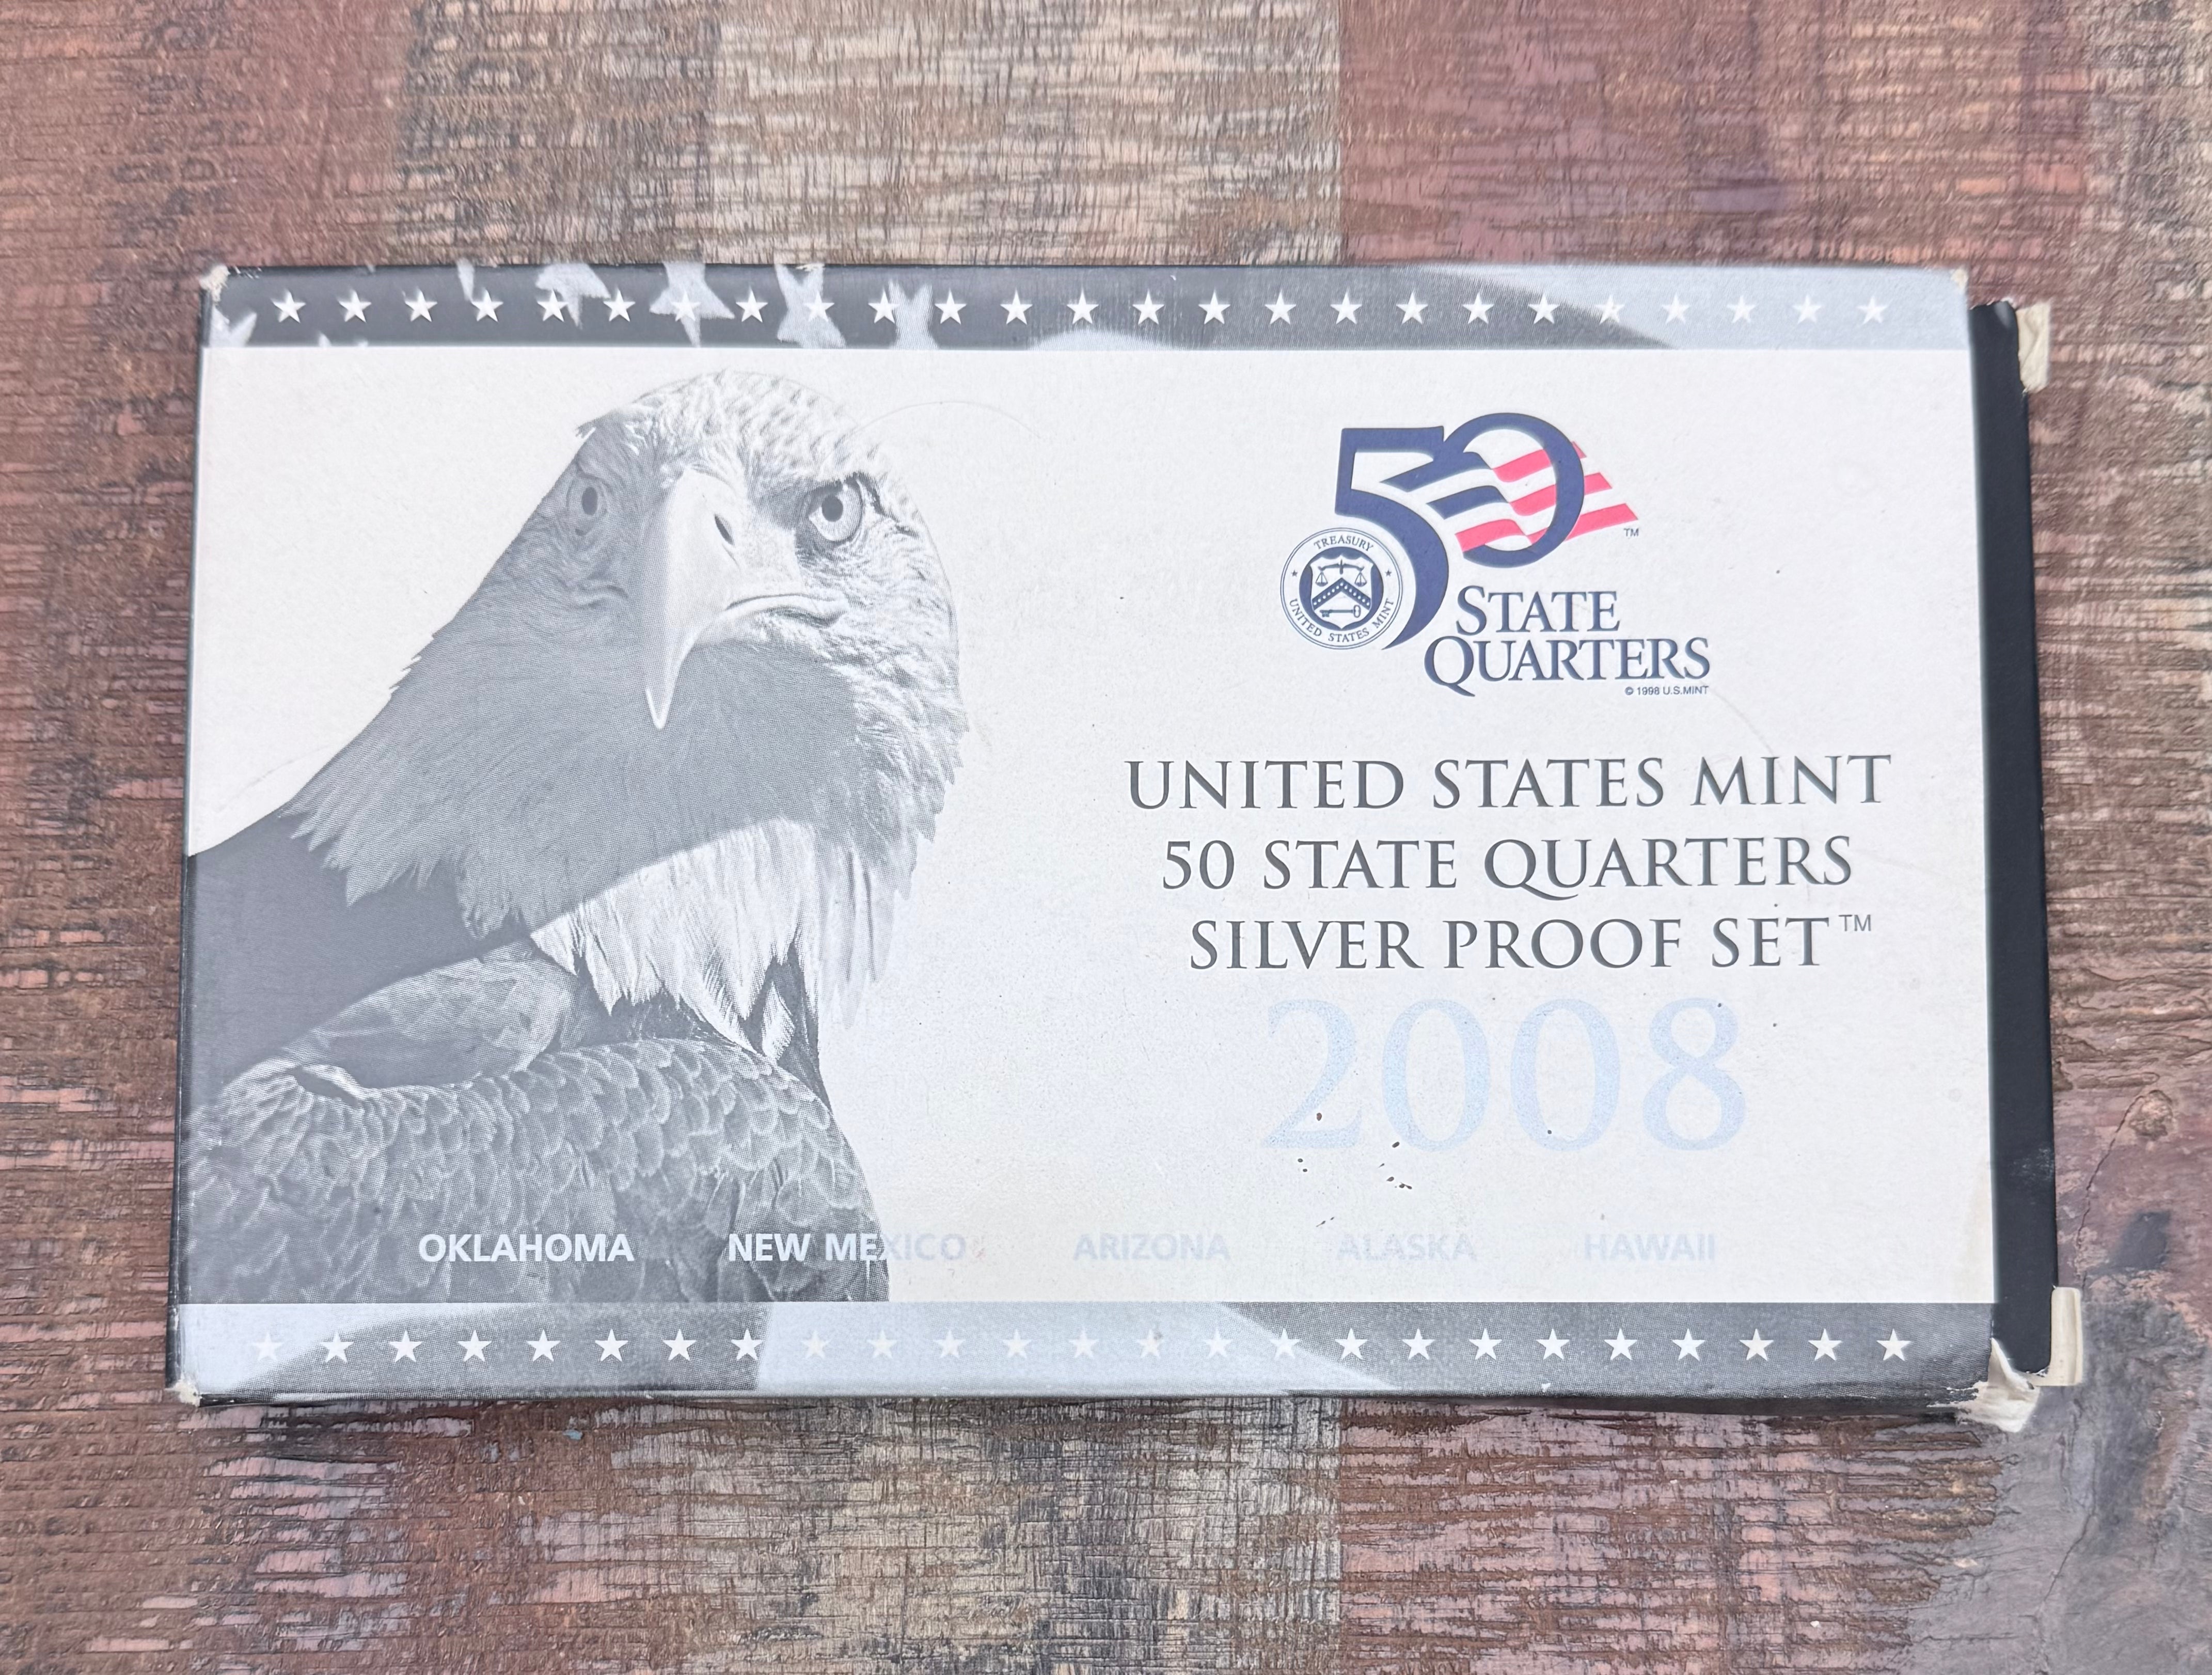 50
TREASURY
UNITED STATES MINT
™
STATE
QUARTERS
© 1998 U.S.MINT
UNITED STATES MINT
50 STATE QUARTERS
SILVER PROOF SET™
2008
OKLAHOMA NEW MEXICO ARIZONA ALASKA HAWAII